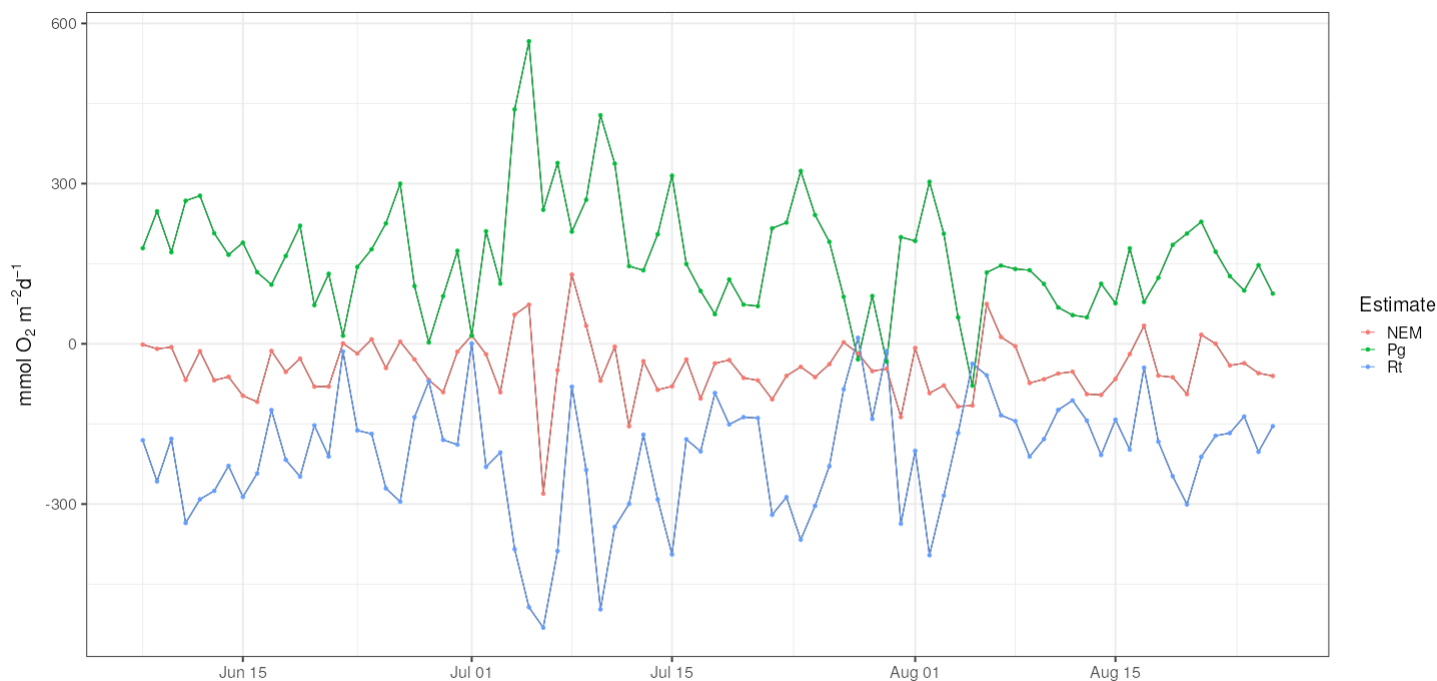 600
300
0
-300
mmol O₂ m⁻²d⁻¹
Jun 15
Jul 01
Jul 15
Aug 01
Aug 15
Estimate
NEM
Pg
Rt